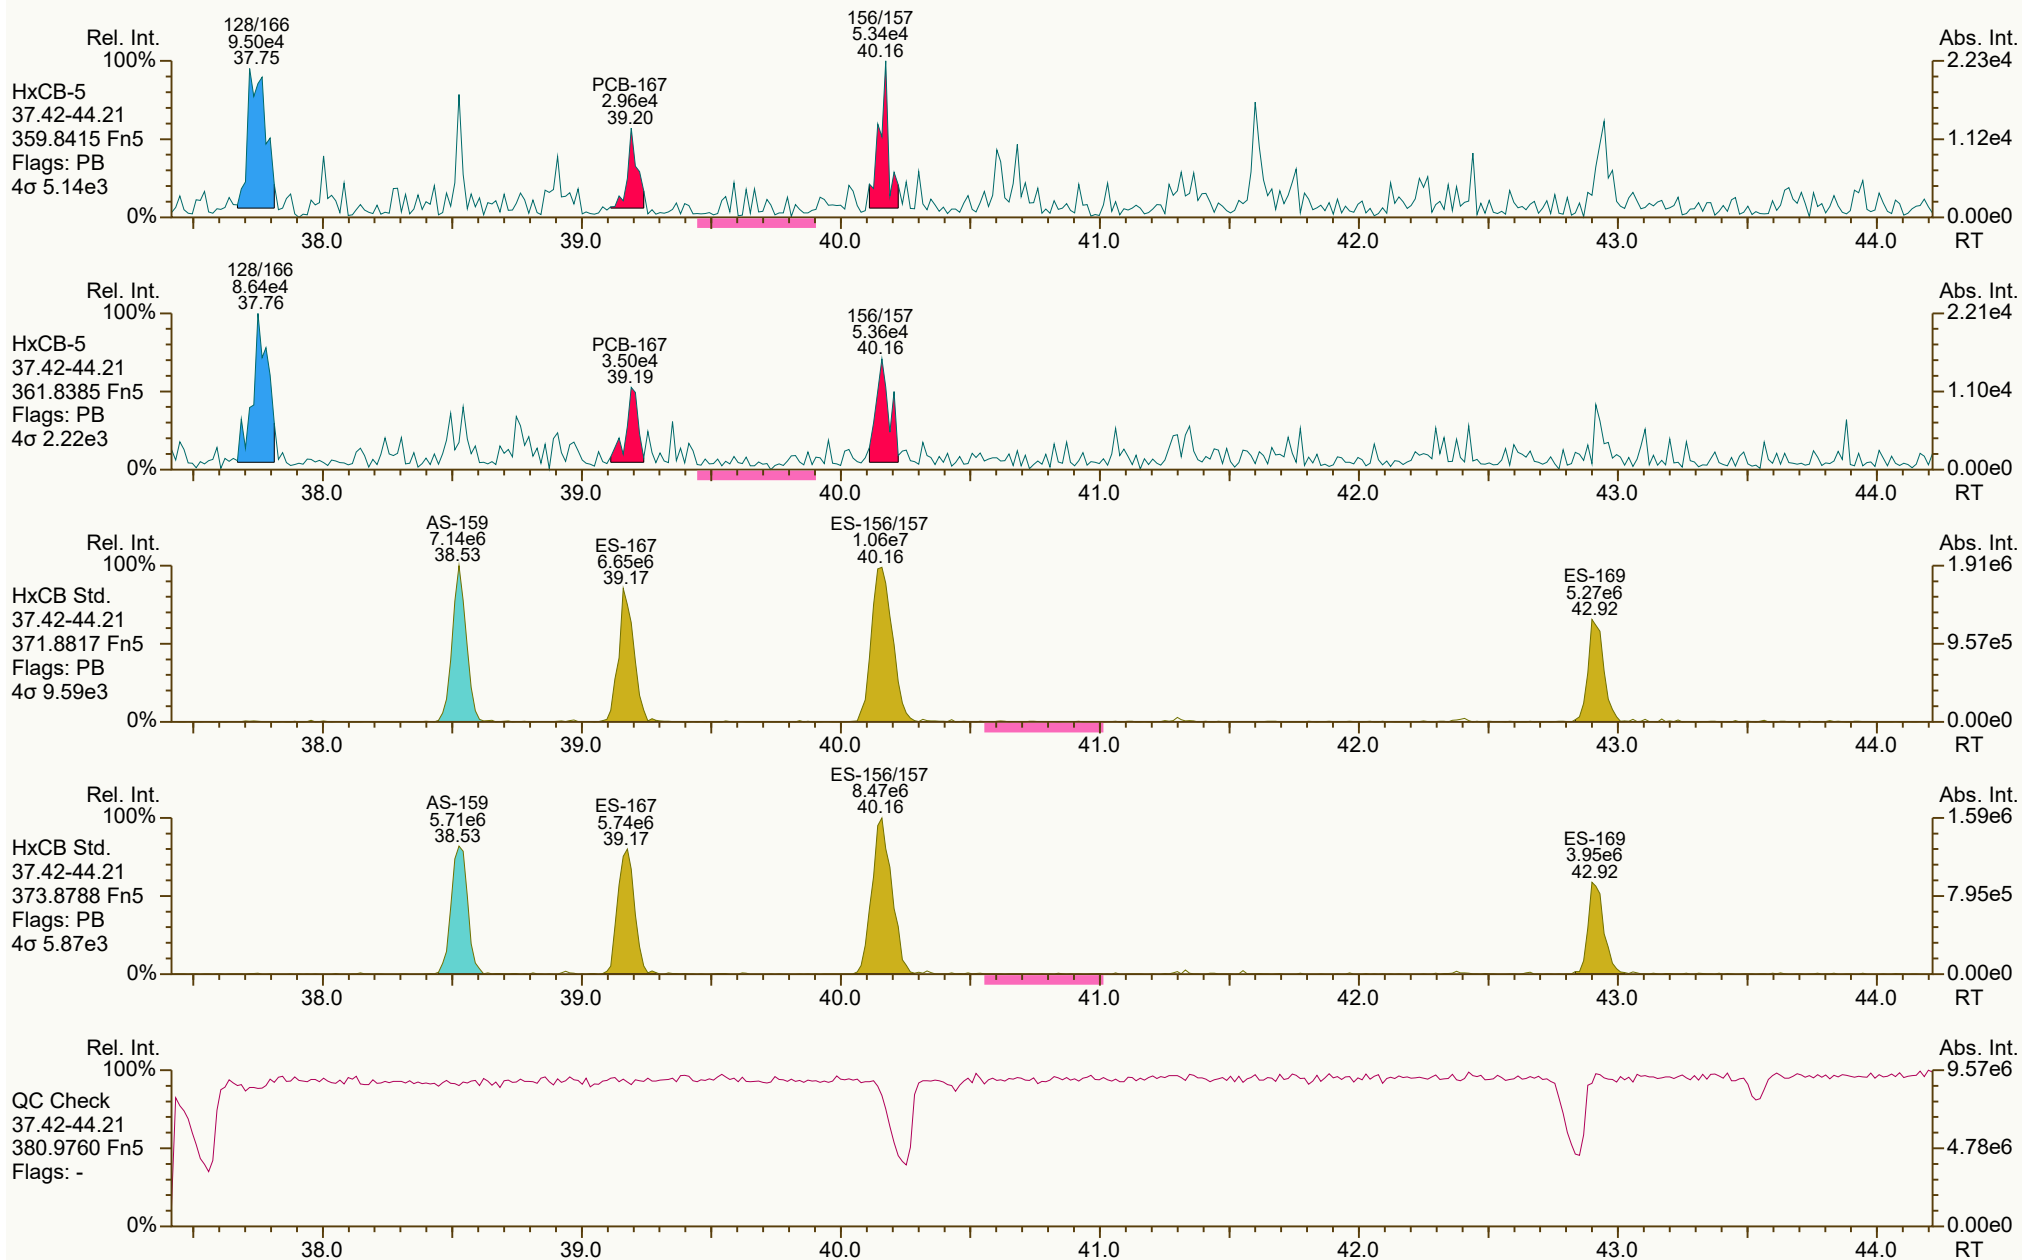 128/166
9.50e4
37.75
156/157
5.34e4
40.16
PCB-167
2.96e4
39.20
Rel. Int.
100%
5
0%
HxCB-5
37.42-44.21
359.8415 Fn5
Flags: PB
4σ 5.14e3
Abs. Int.
2.23e4
1.12e4
0.00e0
38.0 39.0 40.0 41.0 42.0 43.0 44.0 RT
128/166
8.64e4
37.76
PCB-167
3.50e4
39.19
156/157
5.36e4
40.16
Rel. Int.
100%
5
0%
HxCB-5
37.42-44.21
361.8385 Fn5
Flags: PB
4σ 2.22e3
Abs. Int.
2.21e4
1.10e4
0.00e0
38.0 39.0 40.0 41.0 42.0 43.0 44.0 RT
AS-159
7.14e6
38.53
ES-167
6.65e6
39.17
ES-156/157
1.06e7
40.16
ES-169
5.27e6
42.92
Rel. Int.
100%
5
0%
HxCB Std.
37.42-44.21
371.8817 Fn5
Flags: PB
4σ 9.59e3
Abs. Int.
1.91e6
9.57e5
0.00e0
38.0 39.0 40.0 41.0 42.0 43.0 44.0 RT
AS-159
5.71e6
38.53
ES-167
5.74e6
39.17
ES-156/157
8.47e6
40.16
ES-169
3.95e6
42.92
Rel. Int.
100%
5
0%
HxCB Std.
37.42-44.21
373.8788 Fn5
Flags: PB
4σ 5.87e3
Abs. Int.
1.59e6
7.95e5
0.00e0
38.0 39.0 40.0 41.0 42.0 43.0 44.0 RT
Rel. Int.
100%
5
0%
QC Check
37.42-44.21
380.9760 Fn5
Flags: -
Abs. Int.
9.57e6
4.78e6
0.00e0
38.0 39.0 40.0 41.0 42.0 43.0 44.0 RT